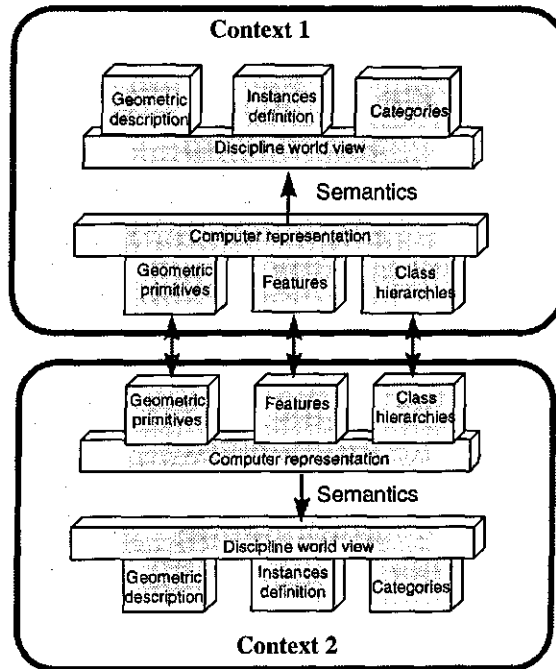 Context 1
Geometric description
Instances definition
Categories
Discipline world view
Semantics
Computer representation
Geometric primitives
Features
Class hierarchies
Geometric primitives
Features
Class hierarchies
Computer representation
Semantics
Discipline world view
Geometric description
Instances definition
Categories
Context 2